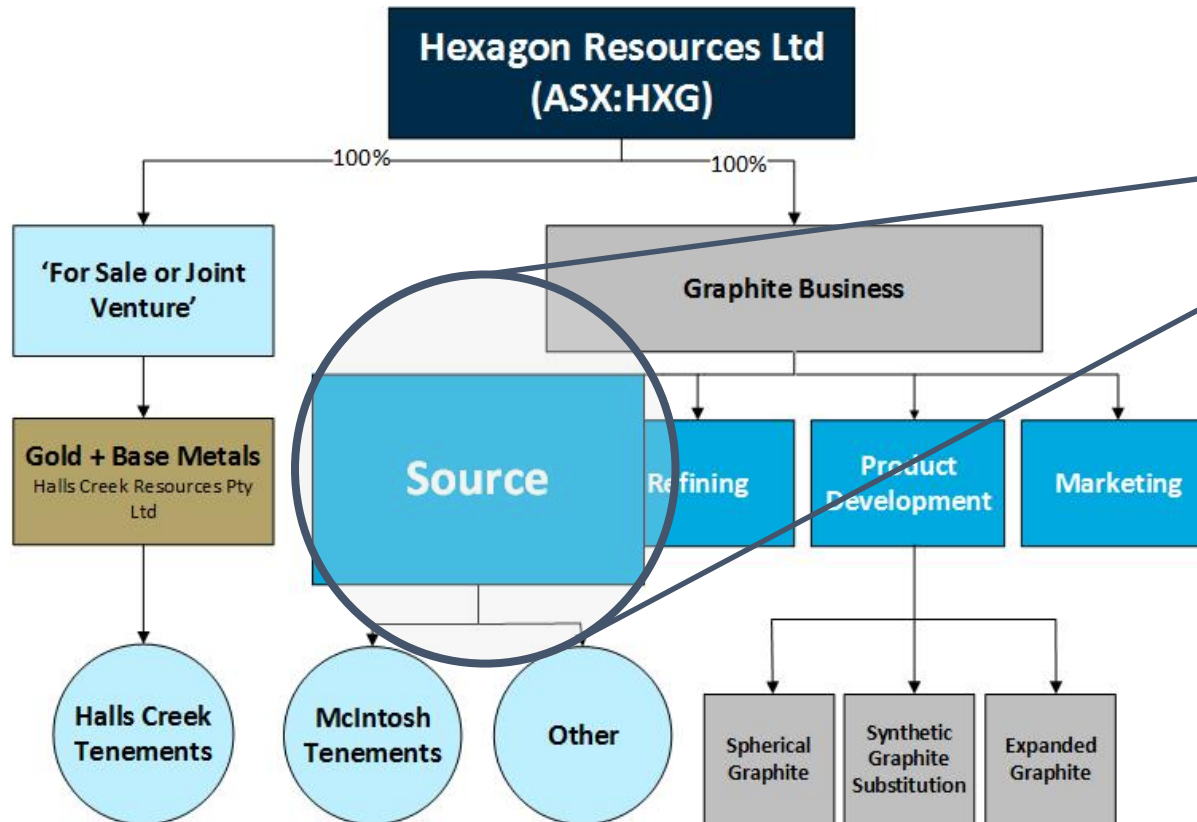 Hexagon Resources Ltd
(ASX:HXG)
100%
100%
‘For Sale or Joint
Venture’
Graphite Business
Gold + Base Metals
Halls Creek Resources Pty
Ltd
Source
Refining
Product
Development
Marketing
Halls Creek
Tenements
McIntosh
Tenements
Other
Spherical
Graphite
Synthetic
Graphite
Substitution
Expanded
Graphite